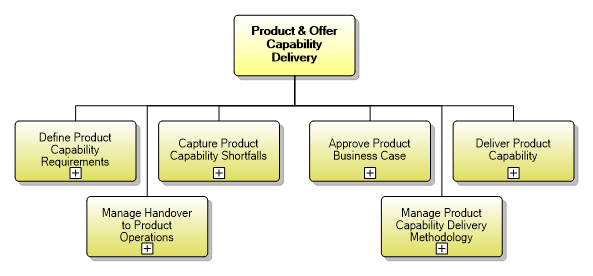 Product & Offer
Capability
Delivery
Define Product
Capability
Requirements
Capture Product
Capability Shortfalls
Approve Product
Business Case
Deliver Product
Capability
Manage Handover
to Product
Operations
Manage Product
Capability Delivery
Methodology